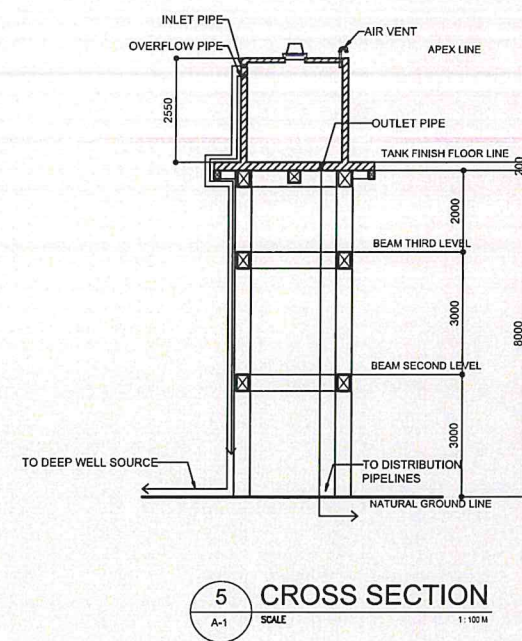 INLET PIPE
AIR VENT
OVERFLOW PIPE
APEX LINE
2550
OUTLET PIPE
TANK FINISH FLOOR LINE
200
2000
BEAM THIRD LEVEL
3000
8000
BEAM SECOND LEVEL
3000
TO DEEP WELL SOURCE
TO DISTRIBUTION
PIPELINES
NATURAL GROUND LINE
5
A-1
CROSS SECTION
SCALE
1:100 M